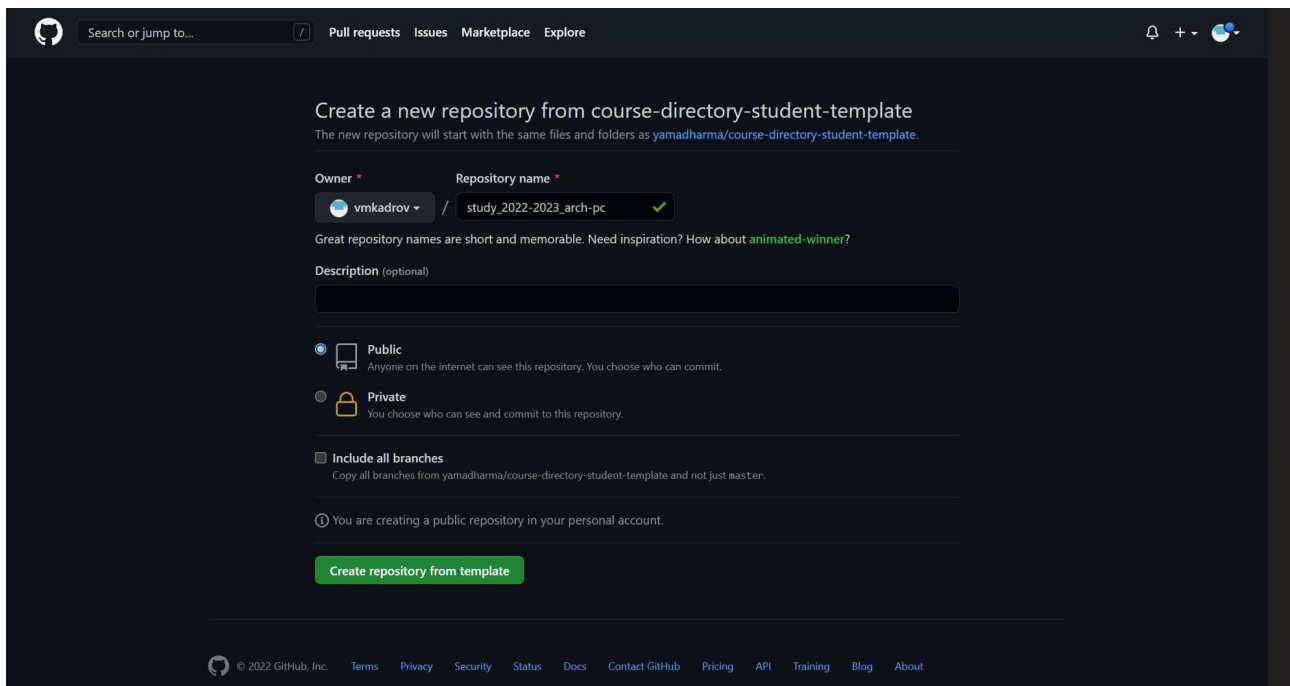 Search or jump to... / Pull requests Issues Marketplace Explore
Create a new repository from course-directory-student-template
The new repository will start with the same files and folders as yamadharma/course-directory-student-template.
Owner * Repository name *
vmkadrov / study_2022-2023_arch-pc
Great repository names are short and memorable. Need inspiration? How about animated-winner?
Description (optional)
Public
Anyone on the internet can see this repository. You choose who can commit.
Private
You choose who can see and commit to this repository.
Include all branches
Copy all branches from yamadharma/course-directory-student-template and not just master.
You are creating a public repository in your personal account.
Create repository from template
© 2022 GitHub, Inc. Terms Privacy Security Status Docs Contact GitHub Pricing API Training Blog About